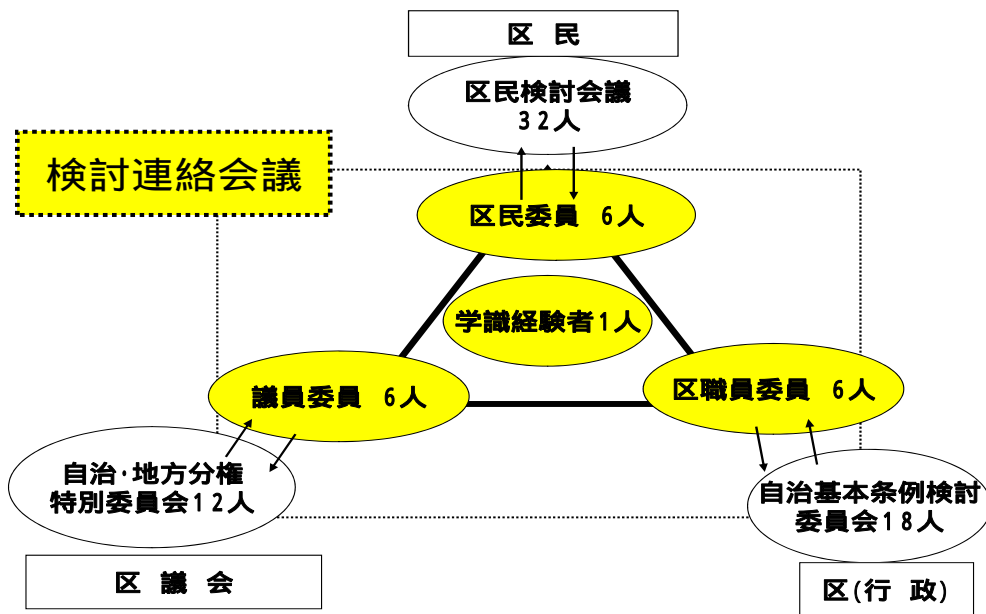 区 民
区民検討会議
32人
検討連絡会議
区民委員 6人
学識経験者1人
議員委員 6人
区職員委員 6人
自治・地方分権
特別委員会12人
自治基本条例検討
委員会18人
区 議 会
区(行 政)